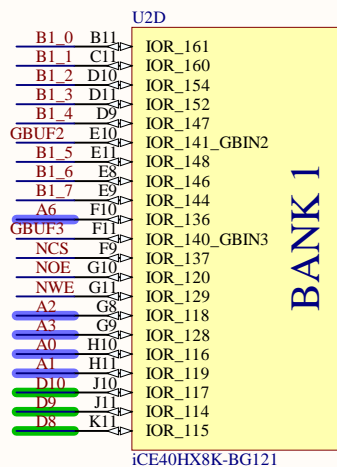 U2D
B1_0 B11 IOR_161
B1_1 C11 IOR_160
B1_2 D10 IOR_154
B1_3 D11 IOR_152
B1_4 D9 IOR_147
GBUF2 E10 IOR_141_GBIN2
B1_5 E11 IOR_148
B1_6 E8 IOR_146
B1_7 E9 IOR_144
A6 F10 IOR_136
GBUF3 F11 IOR_140_GBIN3
NCS F9 IOR_137
NOE G10 IOR_120
NWE G11 IOR_129
A2 G8 IOR_118
A3 G9 IOR_128
A0 H10 IOR_116
A1 H11 IOR_119
D10 J10 IOR_117
D9 J11 IOR_114
D8 K11 IOR_115
BANK 1
iCE40HX8K-BG121